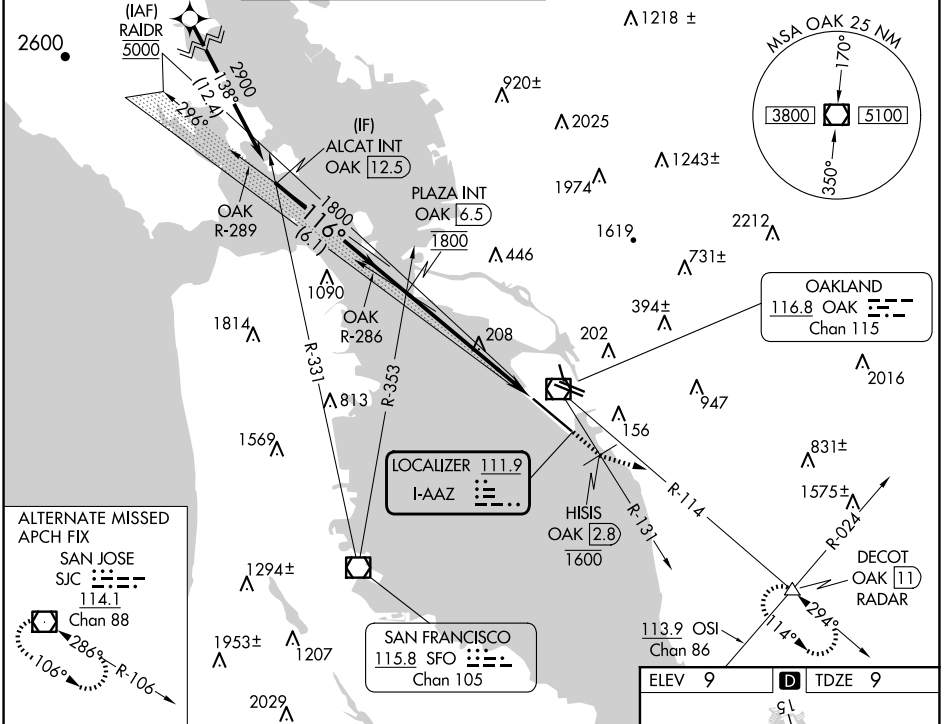 (IAF)
RAIDR
5000
2600
2900
138°
(12.4)
296°
(IF)
ALCAT INT
OAK 12.5
PLAZA INT
OAK 6.5
1800
1218 ±
920±
2025
1243±
1974
MSA OAK 25 NM
170°
3800
5100
350°
OAK
R-289
1800
116°
(6.1)
1090
OAK
R-286
446
1619
2212
731±
394±
OAKLAND
116.8 OAK
Chan 115
1814
208
202
2016
R-331
R-353
813
947
156
1569
831±
1575±
LOCALIZER 111.9
I-AAZ
HISIS
OAK 2.8
1600
R-131
R-114
R-024
DECOT
OAK 11
RADAR
294°
114°
113.9 OSI
Chan 86
ALTERNATE MISSED
APCH FIX
SAN JOSE
SJC
114.1
Chan 88
286°
R-106
106°
1294±
1953±
1207
2029
SAN FRANCISCO
115.8 SFO
Chan 105
ELEV 9
D
TDZE 9
15